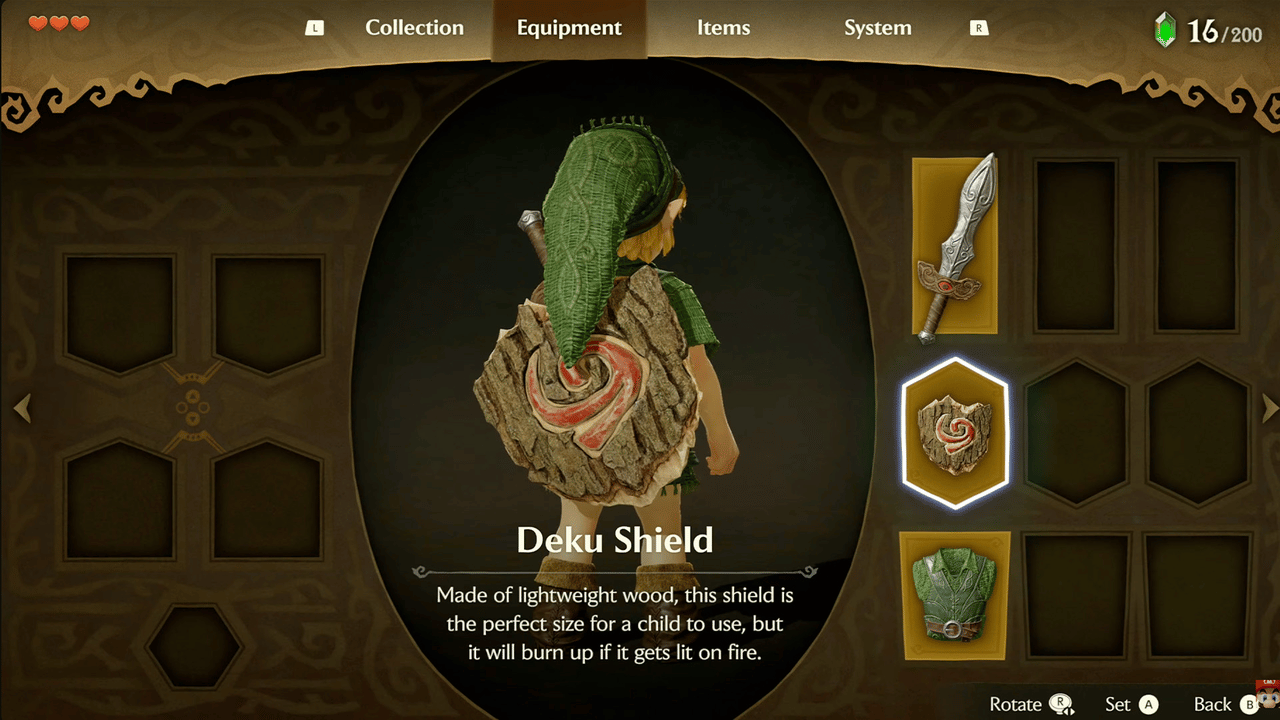 L Collection Equipment Items System R 16/200
Deku Shield
Made of lightweight wood, this shield is
the perfect size for a child to use, but
it will burn up if it gets lit on fire.
Rotate R Set A Back B